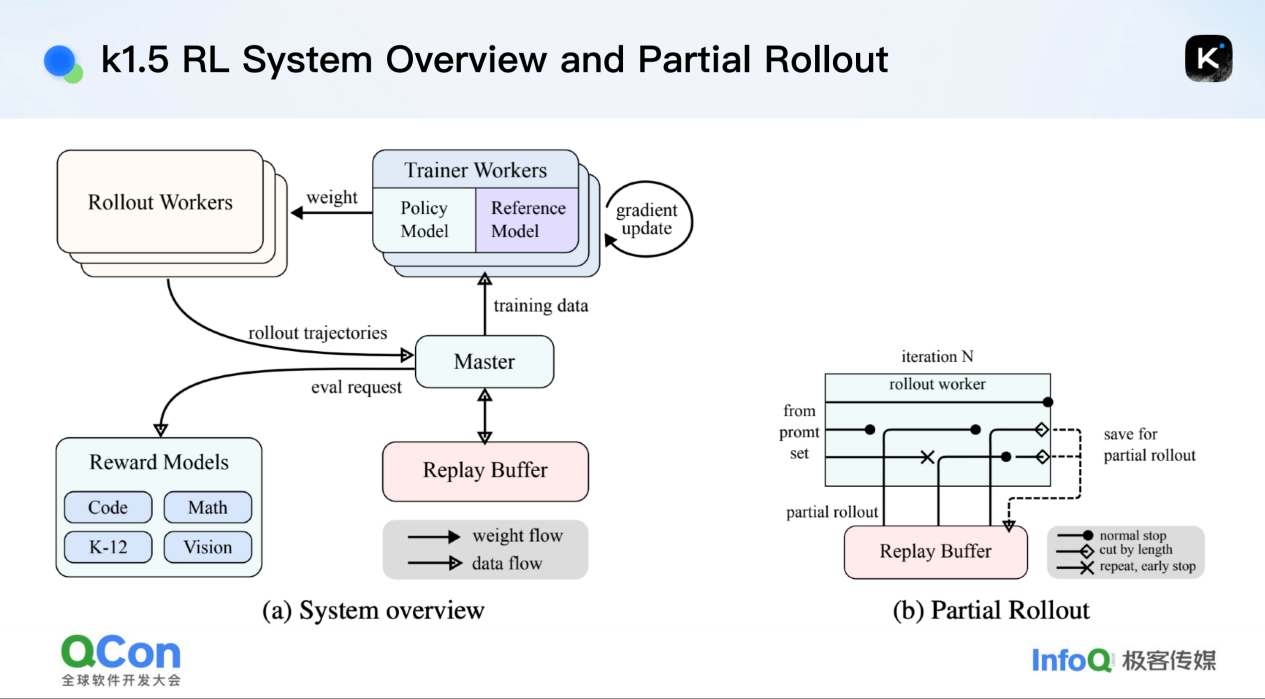 k1.5 RL System Overview and Partial Rollout
K
Rollout Workers
weight
Trainer Workers
Policy
Model
Reference
Model
gradient
update
training data
rollout trajectories
Master
eval request
Reward Models
Code
Math
K-12
Vision
Replay Buffer
weight flow
data flow
(a) System overview
iteration N
rollout worker
from
promt
set
save for
partial rollout
partial rollout
Replay Buffer
normal stop
cut by length
repeat, early stop
(b) Partial Rollout
QCon
全球软件开发大会
InfoQ 极客传媒